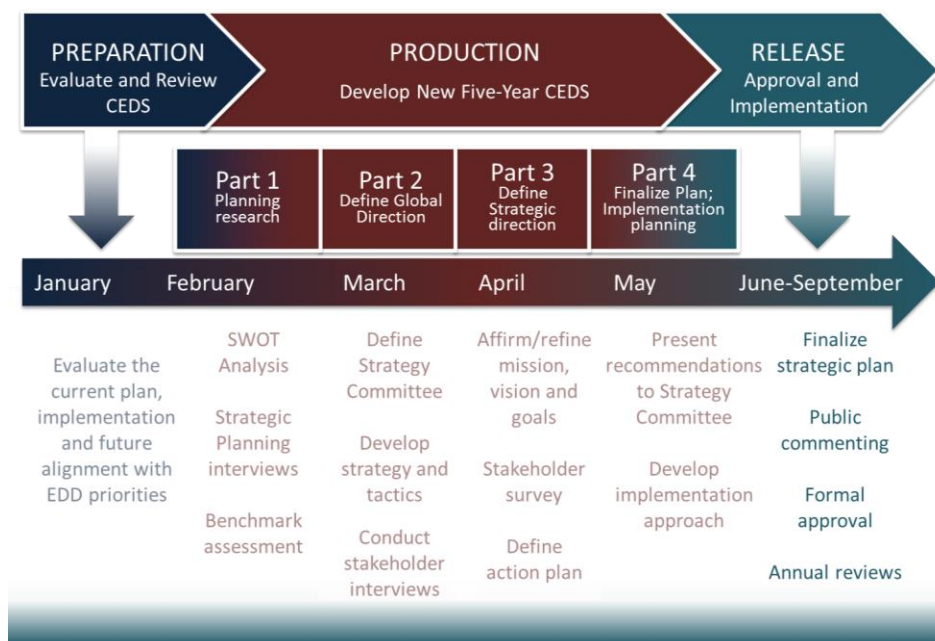 PREPARATION
Evaluate and Review
CEDS
PRODUCTION
Develop New Five-Year CEDS
RELEASE
Approval and
Implementation
Part 1
Planning
research
Part 2
Define Global
Direction
Part 3
Define
Strategic
direction
Part 4
Finalize Plan;
Implementation
planning
January
February
March
April
May
June-September
Evaluate the
current plan,
implementation
and future
alignment with
EDD priorities
SWOT
Analysis
Strategic
Planning
interviews
Benchmark
assessment
Define
Strategy
Committee
Develop
strategy and
tactics
Conduct
stakeholder
interviews
Affirm/refine
mission,
vision and
goals
Stakeholder
survey
Define
action plan
Present
recommendations
to Strategy
Committee
Develop
implementation
approach
Finalize
strategic plan
Public
commenting
Formal
approval
Annual reviews